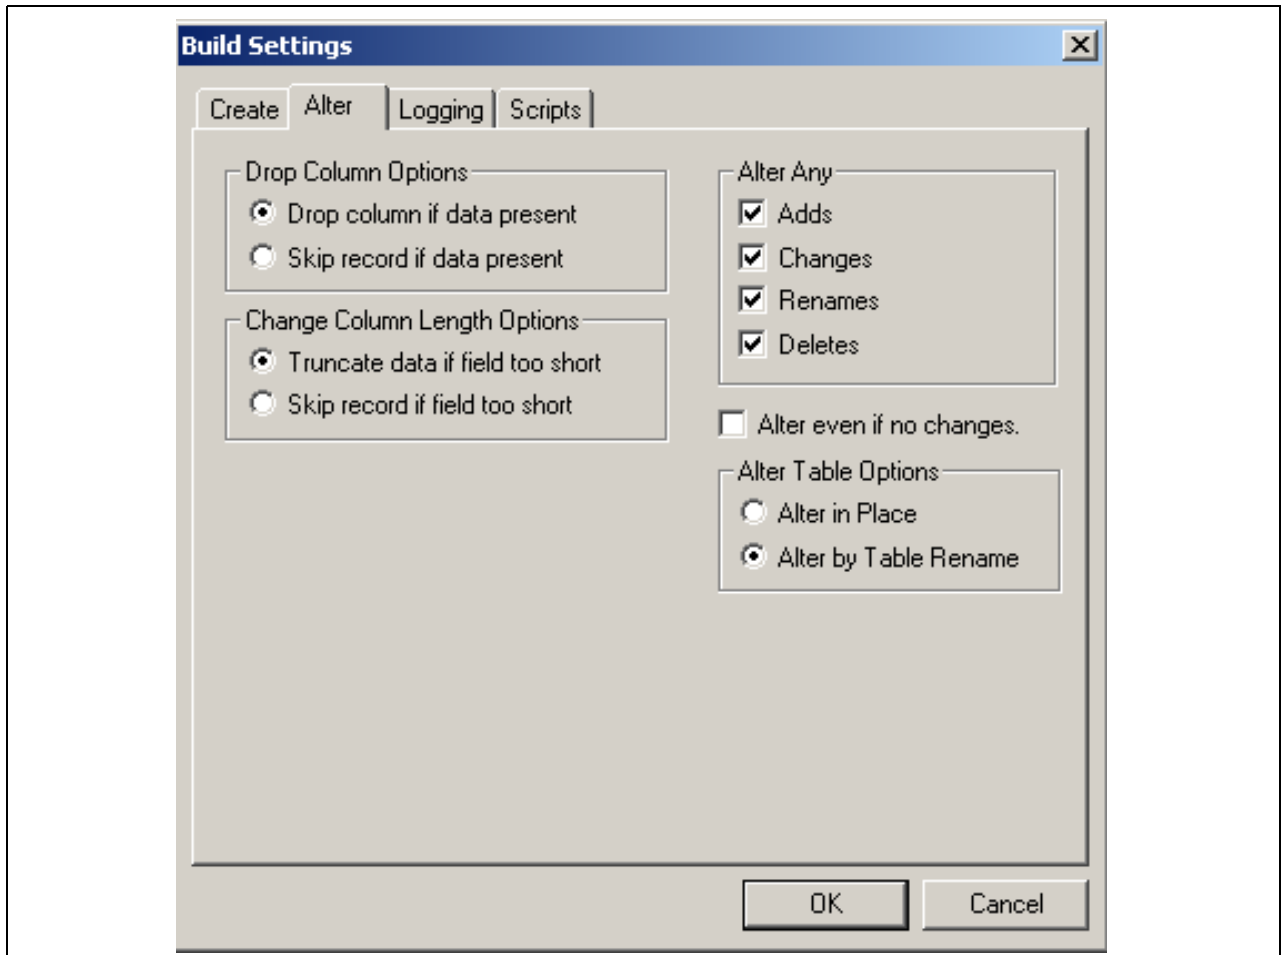 Build Settings
Create Alter Logging Scripts
Drop Column Options
Drop column if data present
Skip record if data present
Change Column Length Options
Truncate data if field too short
Skip record if field too short
Alter Any
Adds
Changes
Renames
Deletes
Alter even if no changes.
Alter Table Options
Alter in Place
Alter by Table Rename
OK Cancel